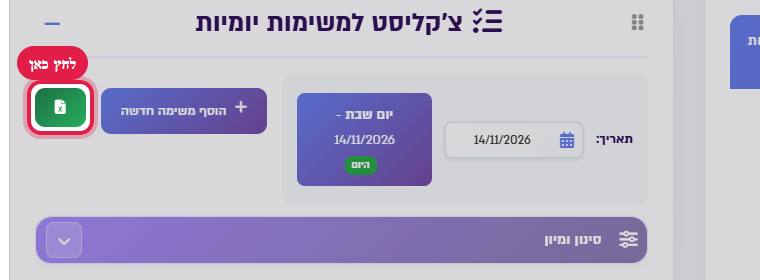 צ'קליסט למשימות יומיות
לחץ כאן
הוסף משימה חדשה
תאריך:
14/11/2026
יום שבת -
14/11/2026
היום
סינון ומיון